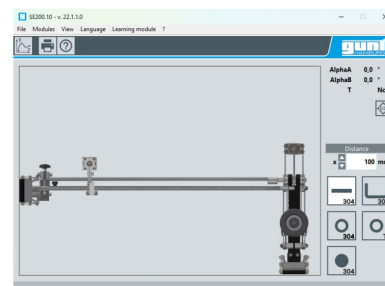 SE200.10 - v. 22.1.1.0
File Modules View Language Learning module ?
gunt
AlphaA 0,0 °
AlphaB 0,0 °
T
Distance
x 100
304
304
304